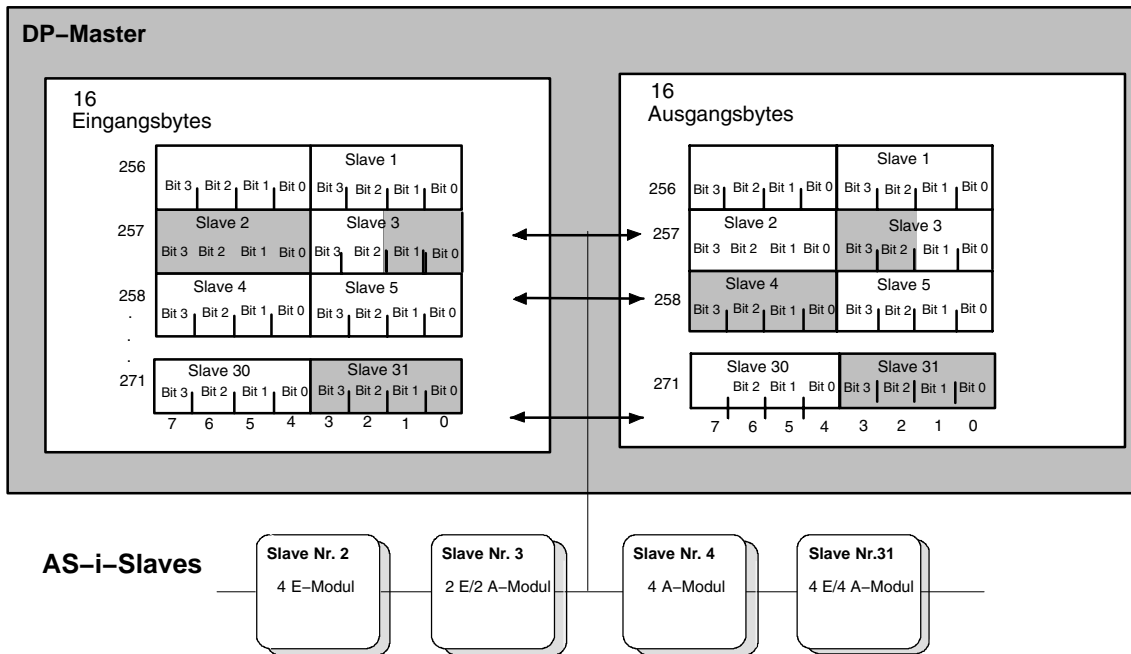 DP–Master
16
Eingangsbytes
256 Slave 1
Bit 3 Bit 2 Bit 1 Bit 0 Bit 3 Bit 2 Bit 1 Bit 0
257 Slave 2 Slave 3
Bit 3 Bit 2 Bit 1 Bit 0 Bit 3 Bit 2 Bit 1 Bit 0
258 Slave 4 Slave 5
Bit 3 Bit 2 Bit 1 Bit 0 Bit 3 Bit 2 Bit 1 Bit 0
.
.
.
.
271 Slave 30 Slave 31
Bit 3 Bit 2 Bit 1 Bit 0 Bit 3 Bit 2 Bit 1 Bit 0
7 6 5 4 3 2 1 0
16
Ausgangsbytes
Slave 1
256 Bit 3 Bit 2 Bit 1 Bit 0 Bit 3 Bit 2 Bit 1 Bit 0
257 Slave 2 Slave 3
Bit 3 Bit 2 Bit 1 Bit 0 Bit 3 Bit 2 Bit 1 Bit 0
258 Slave 4 Slave 5
Bit 3 Bit 2 Bit 1 Bit 0 Bit 3 Bit 2 Bit 1 Bit 0
271 Slave 30 Slave 31
Bit 2 Bit 1 Bit 0 Bit 3 Bit 2 Bit 1 Bit 0
7 6 5 4 3 2 1 0
AS–i–Slaves
Slave Nr. 2
4 E–Modul
Slave Nr. 3
2 E/2 A–Modul
Slave Nr. 4
4 A–Modul
Slave Nr.31
4 E/4 A–Modul